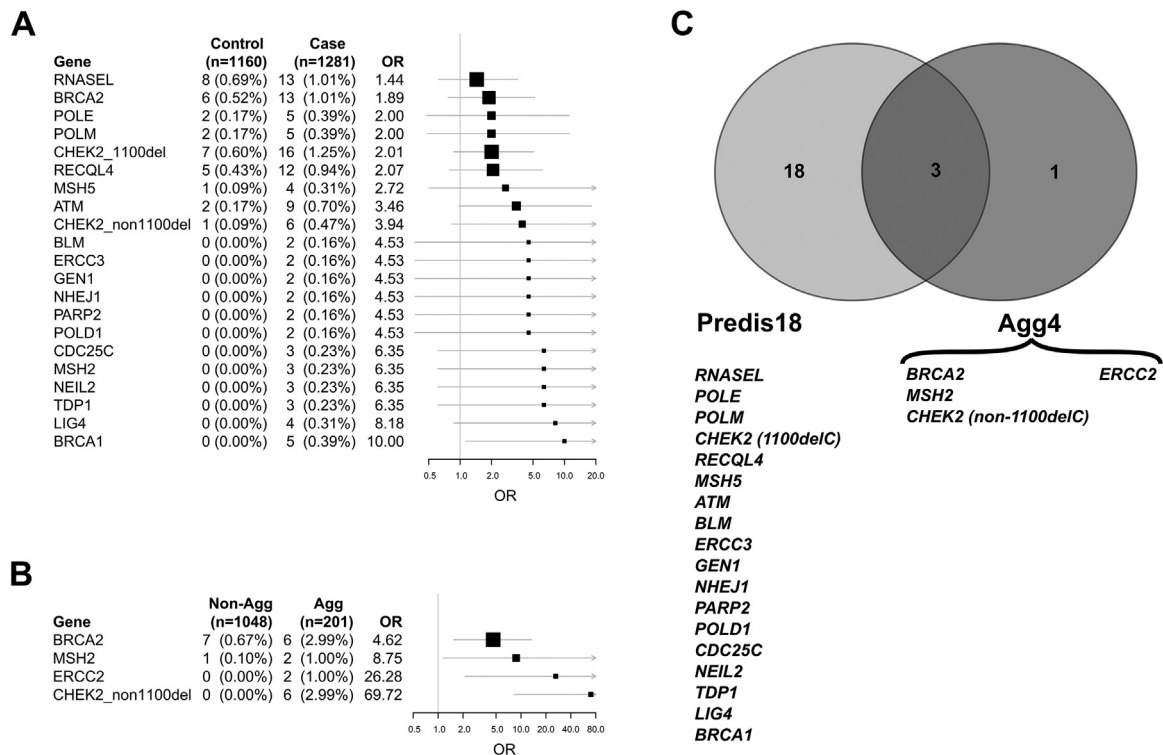 A
Control Case
Gene (n=1160) (n=1281) OR
RNASEL 8 (0.69%) 13 (1.01%) 1.44
BRCA2 6 (0.52%) 13 (1.01%) 1.89
POLE 2 (0.17%) 5 (0.39%) 2.00
POLM 2 (0.17%) 5 (0.39%) 2.00
CHEK2_1100del 7 (0.60%) 16 (1.25%) 2.01
RECQL4 5 (0.43%) 12 (0.94%) 2.07
MSH5 1 (0.09%) 4 (0.31%) 2.72
ATM 2 (0.17%) 9 (0.70%) 3.46
CHEK2_non1100del 1 (0.09%) 6 (0.47%) 3.94
BLM 0 (0.00%) 2 (0.16%) 4.53
ERCC3 0 (0.00%) 2 (0.16%) 4.53
GEN1 0 (0.00%) 2 (0.16%) 4.53
NHEJ1 0 (0.00%) 2 (0.16%) 4.53
PARP2 0 (0.00%) 2 (0.16%) 4.53
POLD1 0 (0.00%) 2 (0.16%) 4.53
CDC25C 0 (0.00%) 3 (0.23%) 6.35
MSH2 0 (0.00%) 3 (0.23%) 6.35
NEIL2 0 (0.00%) 3 (0.23%) 6.35
TDP1 0 (0.00%) 3 (0.23%) 6.35
LIG4 0 (0.00%) 4 (0.31%) 8.18
BRCA1 0 (0.00%) 5 (0.39%) 10.00
0.5 1.0 2.0 5.0 10.0 20.0
OR
B
Non-Agg Agg
Gene (n=1048) (n=201) OR
BRCA2 7 (0.67%) 6 (2.99%) 4.62
MSH2 1 (0.10%) 2 (1.00%) 8.75
ERCC2 0 (0.00%) 2 (1.00%) 26.28
CHEK2_non1100del 0 (0.00%) 6 (2.99%) 69.72
0.5 1.0 2.0 5.0 10.0 20.0 40.0 80.0
OR
C
18 3 1
Predis18 Agg4
RNASEL BRCA2 ERCC2
POLE MSH2
POLM CHEK2 (non-1100delC)
CHEK2 (1100delC)
RECQL4
MSH5
ATM
BLM
ERCC3
GEN1
NHEJ1
PARP2
POLD1
CDC25C
NEIL2
TDP1
LIG4
BRCA1